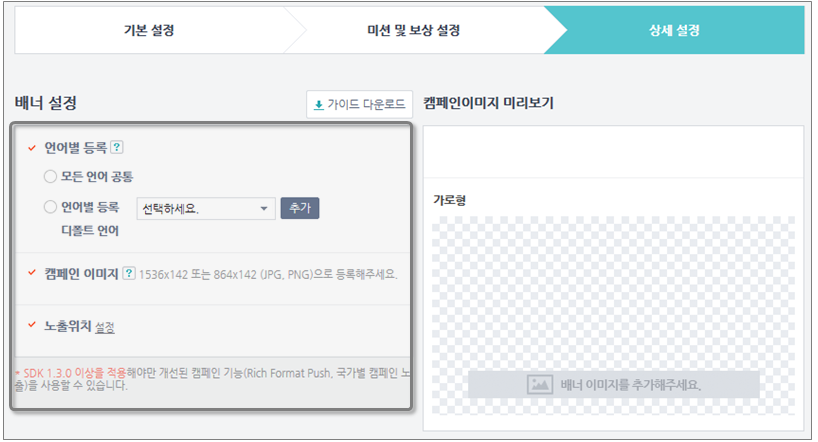 기본 설정
미션 및 보상 설정
상세 설정
배너 설정
가이드 다운로드
캠페인이미지 미리보기
언어별 등록 ?
모든 언어 공통
언어별 등록 선택하세요. 추가
디폴트 언어
캠페인 이미지 ? 1536x142 또는 864x142 (JPG, PNG)으로 등록해주세요.
노출위치 설정
* SDK 1.3.0 이상을 적용해야만 개선된 캠페인 기능(Rich Format Push, 국가별 캠페인 노
출)을 사용할 수 있습니다.
가로형
배너 이미지를 추가해주세요.